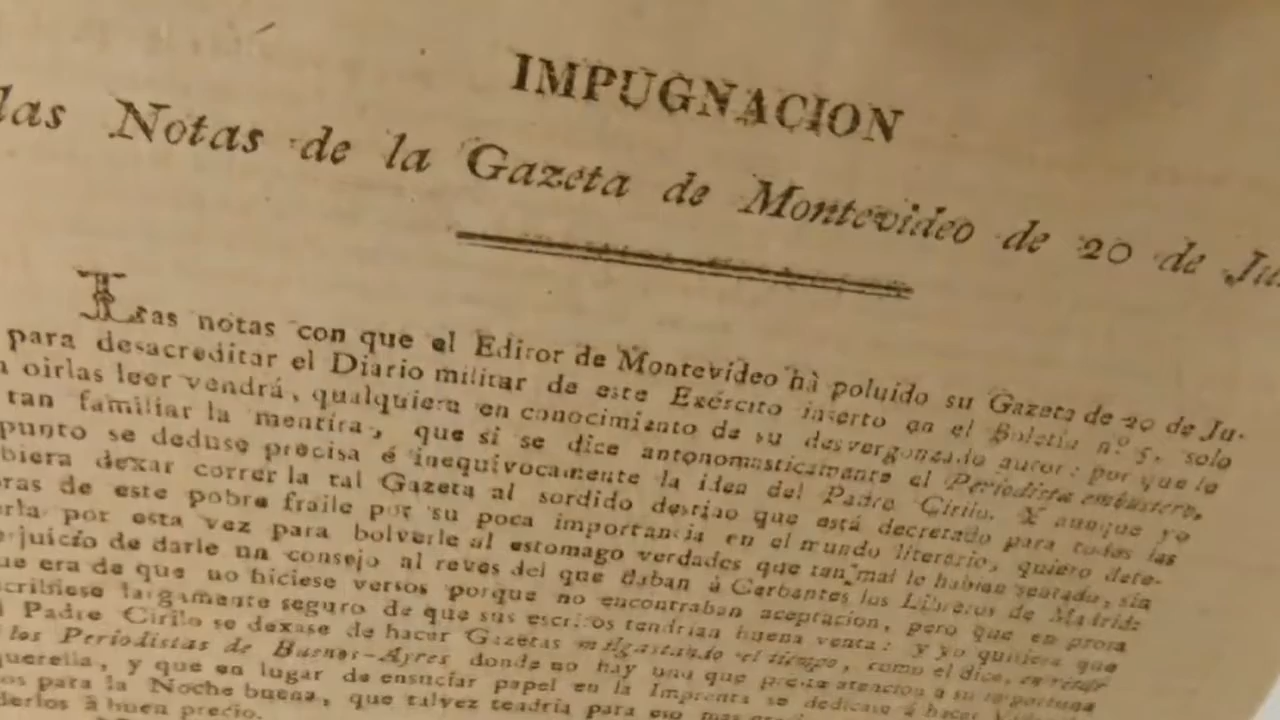 IMPUGNACION
las Notas de la Gazeta de Montevideo de 20 de Ju
Las notas con que el Editor de Montevideo hà poluido su Gazeta de 20 de Ju-
para desacreditar el Diario militar de este Exército inserto en el Boletin nº 5. solo
oirlas leer vendrá, qualquiera en conocimiento de su desvergonzado autor: por que le
tan familiar la mentira, que si se dice antonomasticamente el Periodista embustero,
punto se deduse precisa é inequivocamente la idea del Padre Cirilo. Y aunque yo
biera dexar correr la tal Gazeta al sordido destino que está decretado para todas las
ras de este pobre fraile por su poca importancia en el mundo literario, quiero dete-
rla por esta vez para bolverle al estomago verdades que tan mal le habian sentado, sin
rjuicio de darle un consejo al reves del que daban à Cerbantes los Libreros de Madrid:
ue era de que no hiciese versos porque no encontraban aceptacion, pero que en prosa
scribiese largamente seguro de que sus escritos tendrian buena venta: y yo quisiera que
l Padre Cirilo se dexase de hacer Gazetas malgastando el tiempo, como el dice, en
los Periodistas de Buenos-Ayres donde no hay uno que preste atencion à su importuna
querella, y que en lugar de ensuciar papel en la Imprenta se dedicase à hacer
os para la Noche buena, que talvez tendria para eso mas
derlos à buen precio.